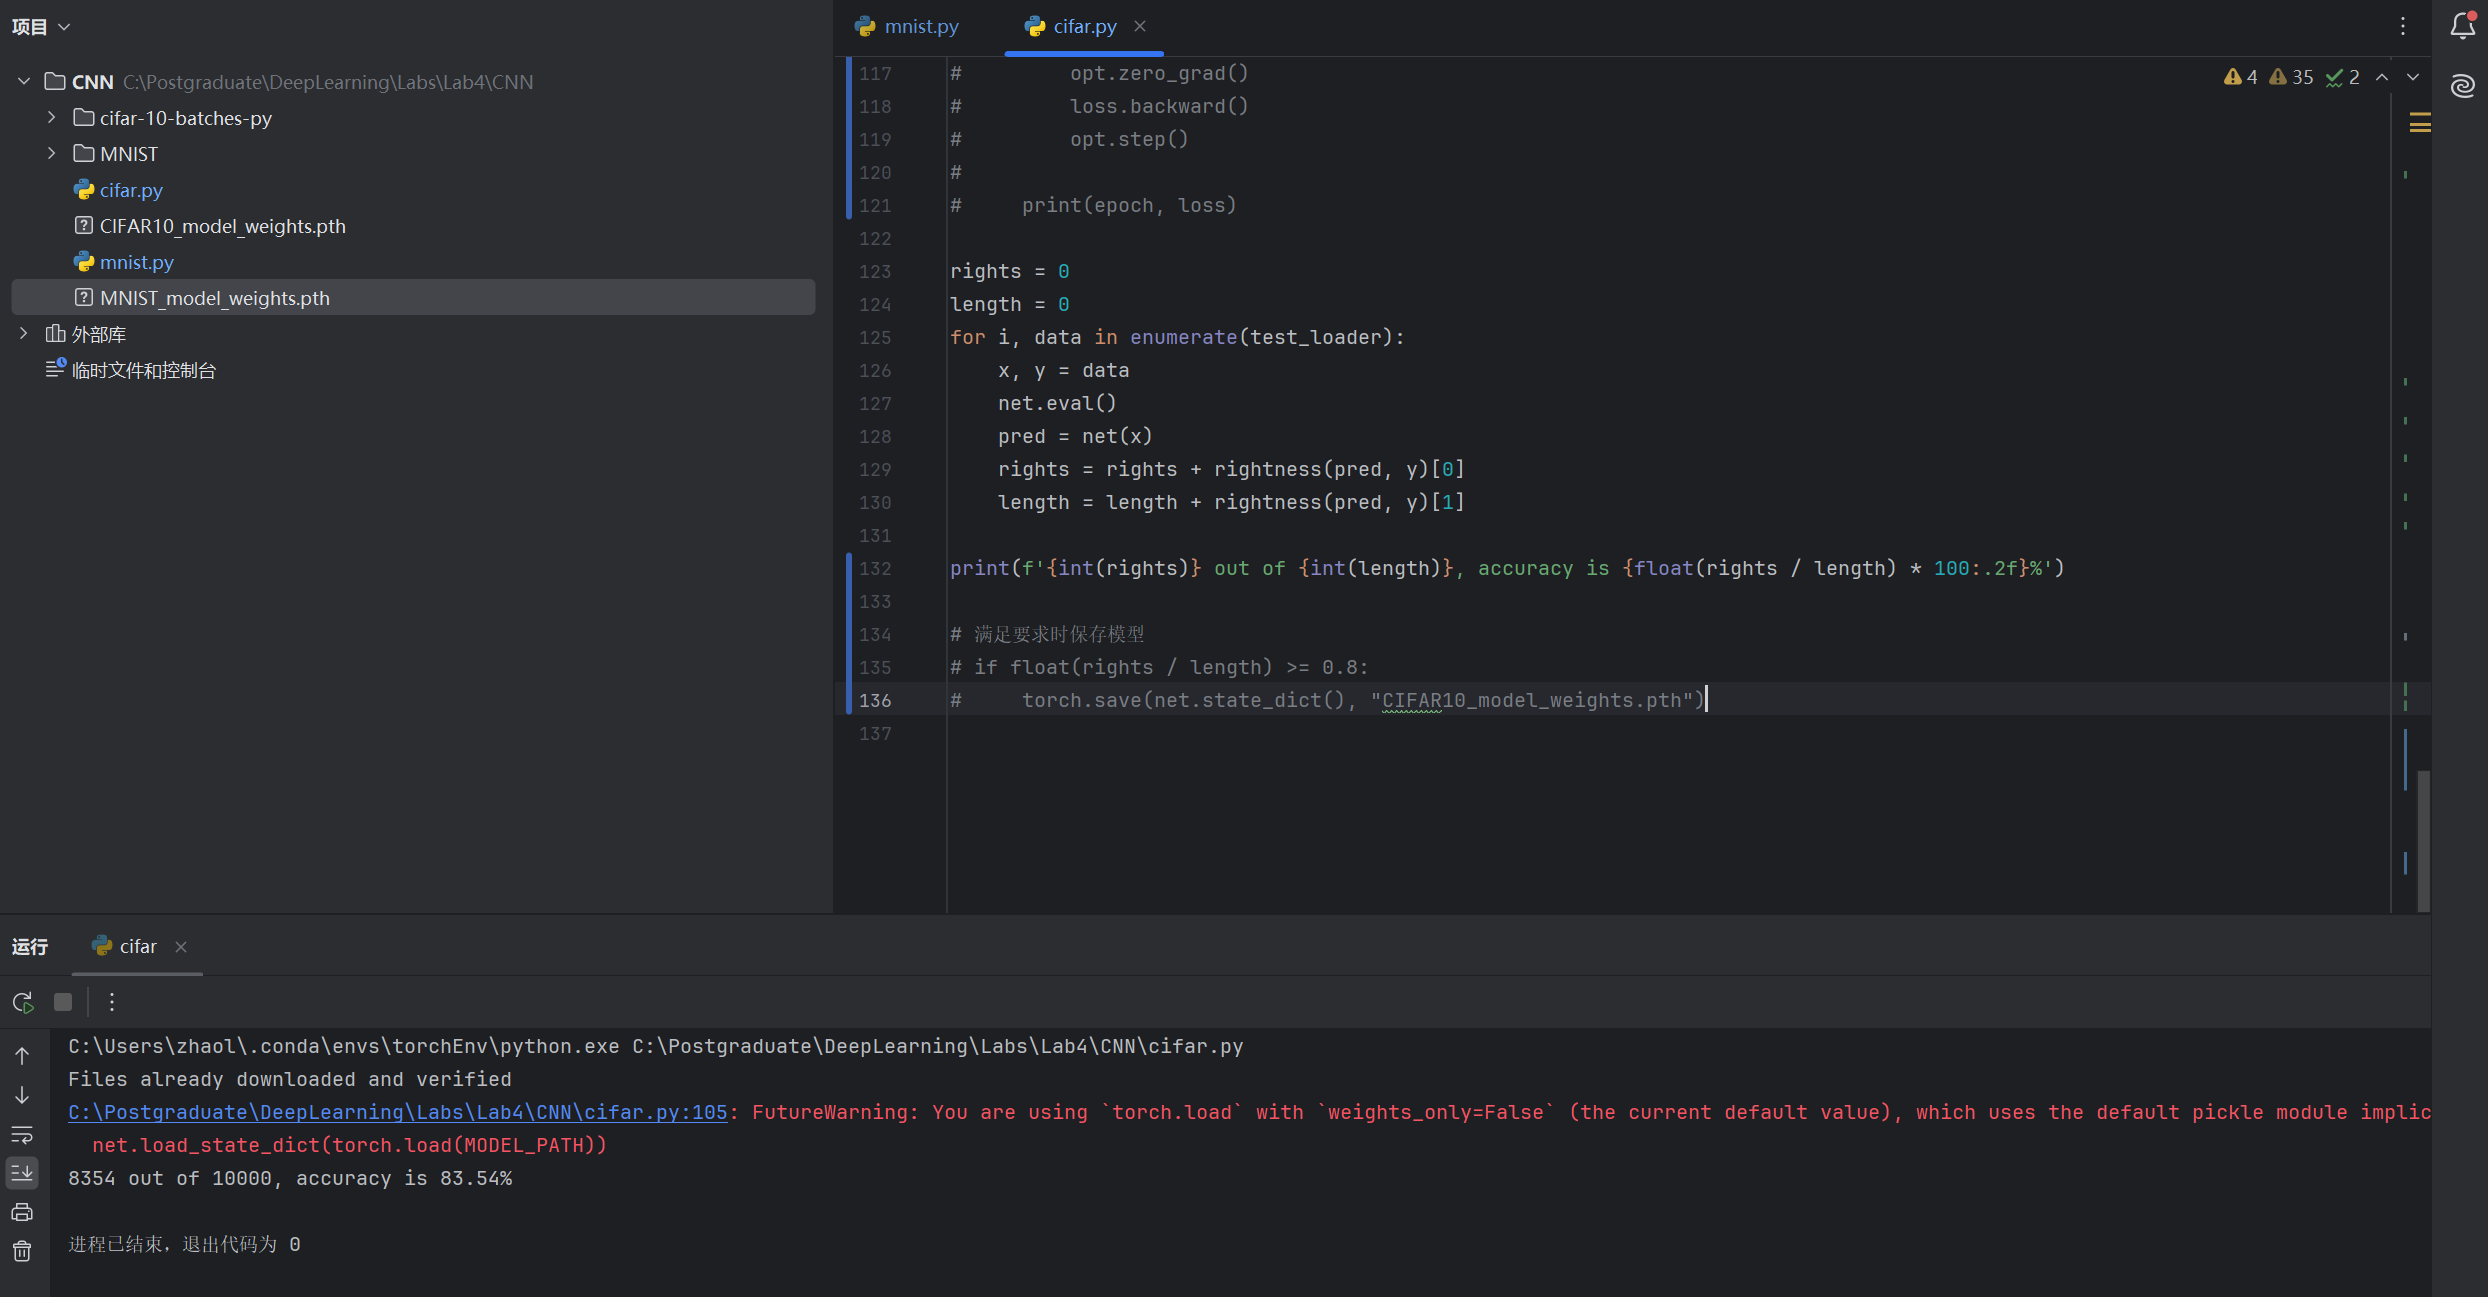 项目
CNN C:\Postgraduate\DeepLearning\Labs\Lab4\CNN
cifar-10-batches-py
MNIST
cifar.py
CIFAR10_model_weights.pth
mnist.py
MNIST_model_weights.pth
外部库
临时文件和控制台
mnist.py cifar.py
4 35 2
117 #         opt.zero_grad()
118 #         loss.backward()
119 #         opt.step()
120 #
121 #     print(epoch, loss)
122
123 rights = 0
124 length = 0
125 for i, data in enumerate(test_loader):
126     x, y = data
127     net.eval()
128     pred = net(x)
129     rights = rights + rightness(pred, y)[0]
130     length = length + rightness(pred, y)[1]
131
132 print(f'{int(rights)} out of {int(length)}, accuracy is {float(rights / length) * 100:.2f}%')
133
134 # 满足要求时保存模型
135 # if float(rights / length) >= 0.8:
136 #     torch.save(net.state_dict(), "CIFAR10_model_weights.pth")
137
运行 cifar
C:\Users\zhaol\.conda\envs\torchEnv\python.exe C:\Postgraduate\DeepLearning\Labs\Lab4\CNN\cifar.py
Files already downloaded and verified
C:\Postgraduate\DeepLearning\Labs\Lab4\CNN\cifar.py:105: FutureWarning: You are using `torch.load` with `weights_only=False` (the current default value), which uses the default pickle module implic
  net.load_state_dict(torch.load(MODEL_PATH))
8354 out of 10000, accuracy is 83.54%
进程已结束，退出代码为 0